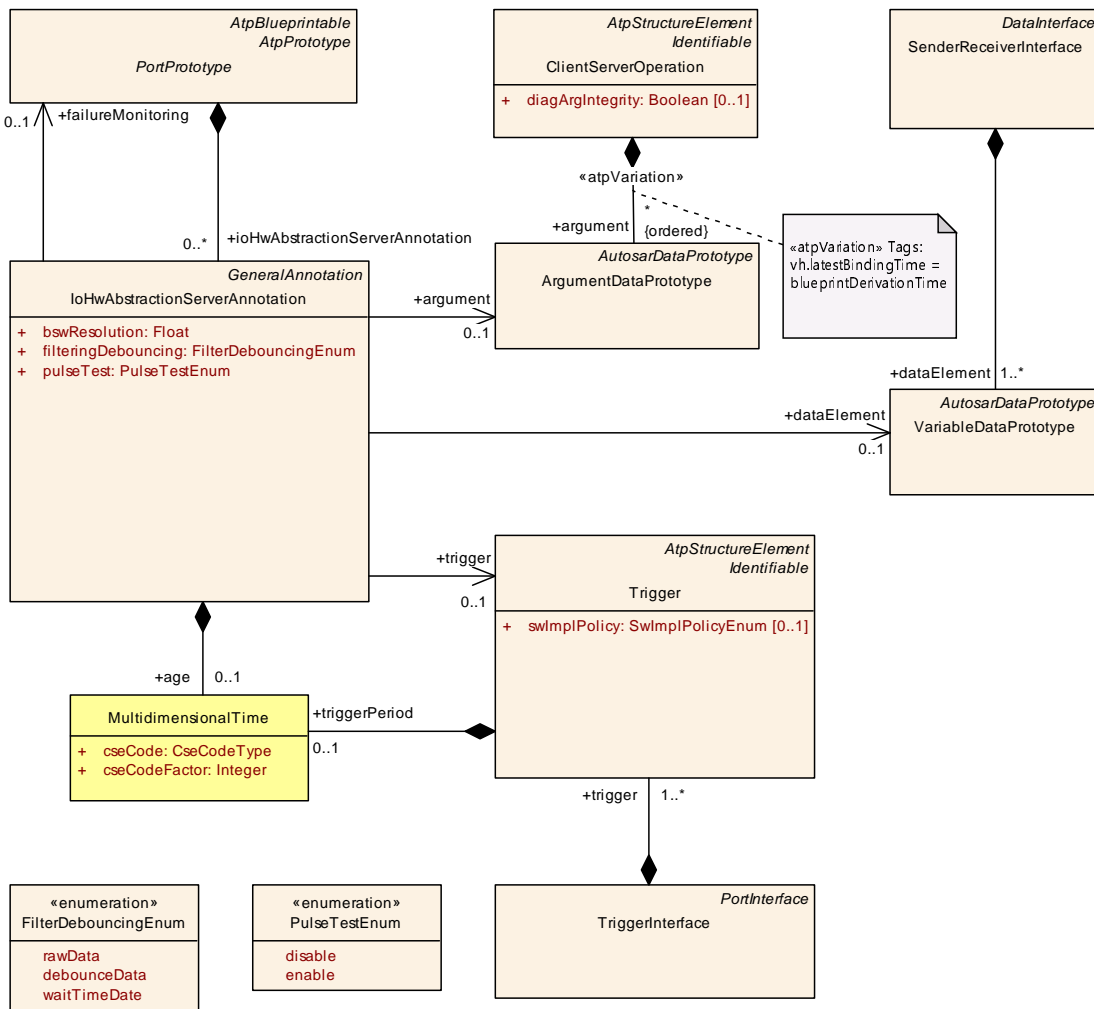 AtpBlueprintable
AtpPrototype
PortPrototype
AtpStructureElement
Identifiable
ClientServerOperation
+ diagArgIntegrity: Boolean [0..1]
DataInterface
SenderReceiverInterface
0..1
+failureMonitoring
«atpVariation»
0..*
+ioHwAbstractionServerAnnotation
+argument
*
{ordered}
«atpVariation» Tags:
vh.latestBindingTime =
blueprintDerivationTime
GeneralAnnotation
IoHwAbstractionServerAnnotation
+ bswResolution: Float
+ filteringDebouncing: FilterDebouncingEnum
+ pulseTest: PulseTestEnum
+argument
0..1
AutosarDataPrototype
ArgumentDataPrototype
+dataElement
1..*
+dataElement
0..1
AutosarDataPrototype
VariableDataPrototype
+trigger
0..1
AtpStructureElement
Identifiable
Trigger
+ swImplPolicy: SwImplPolicyEnum [0..1]
+age
0..1
MultidimensionalTime
+ cseCode: CseCodeType
+ cseCodeFactor: Integer
+triggerPeriod
0..1
+trigger
1..*
«enumeration»
FilterDebouncingEnum
rawData
debounceData
waitTimeDate
«enumeration»
PulseTestEnum
disable
enable
PortInterface
TriggerInterface